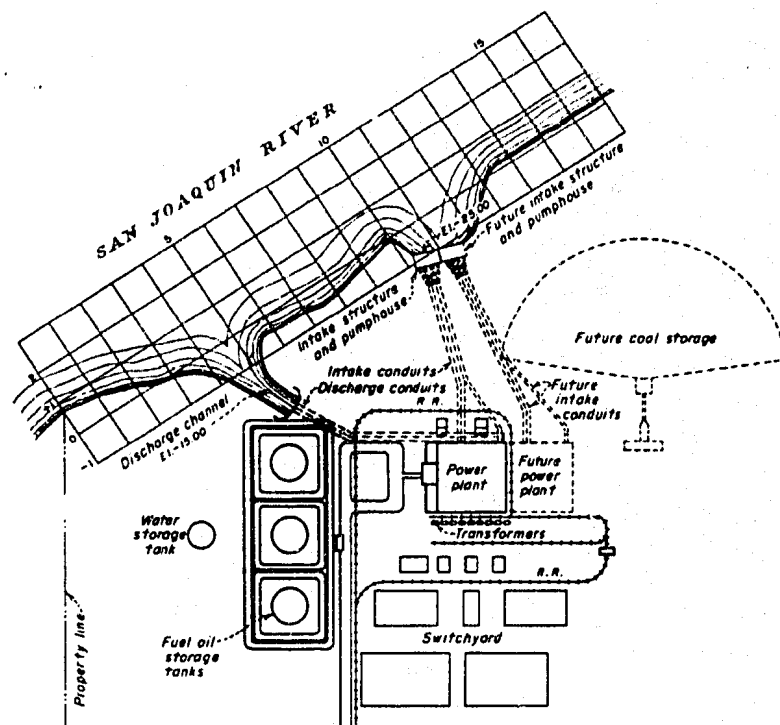 SAN JOAQUIN RIVER
15
10
5
0
0
-1
El.-25.00
Future intake structure
and pumphouse
Intake structure
and pumphouse
Future coal storage
Intake conduits
Discharge conduits
R.R.
Future
intake
conduits
Discharge channel
El.-15.00
Power
plant
Future
power
plant
Water
storage
tank
Transformers
R.R.
Fuel oil
storage
tanks
Switchyard
Property line